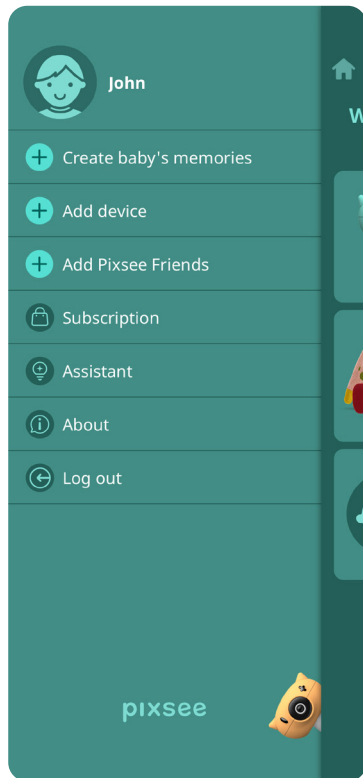 John
W
Create baby's memories
Add device
Add Pixsee Friends
Subscription
Assistant
About
Log out
pixsee